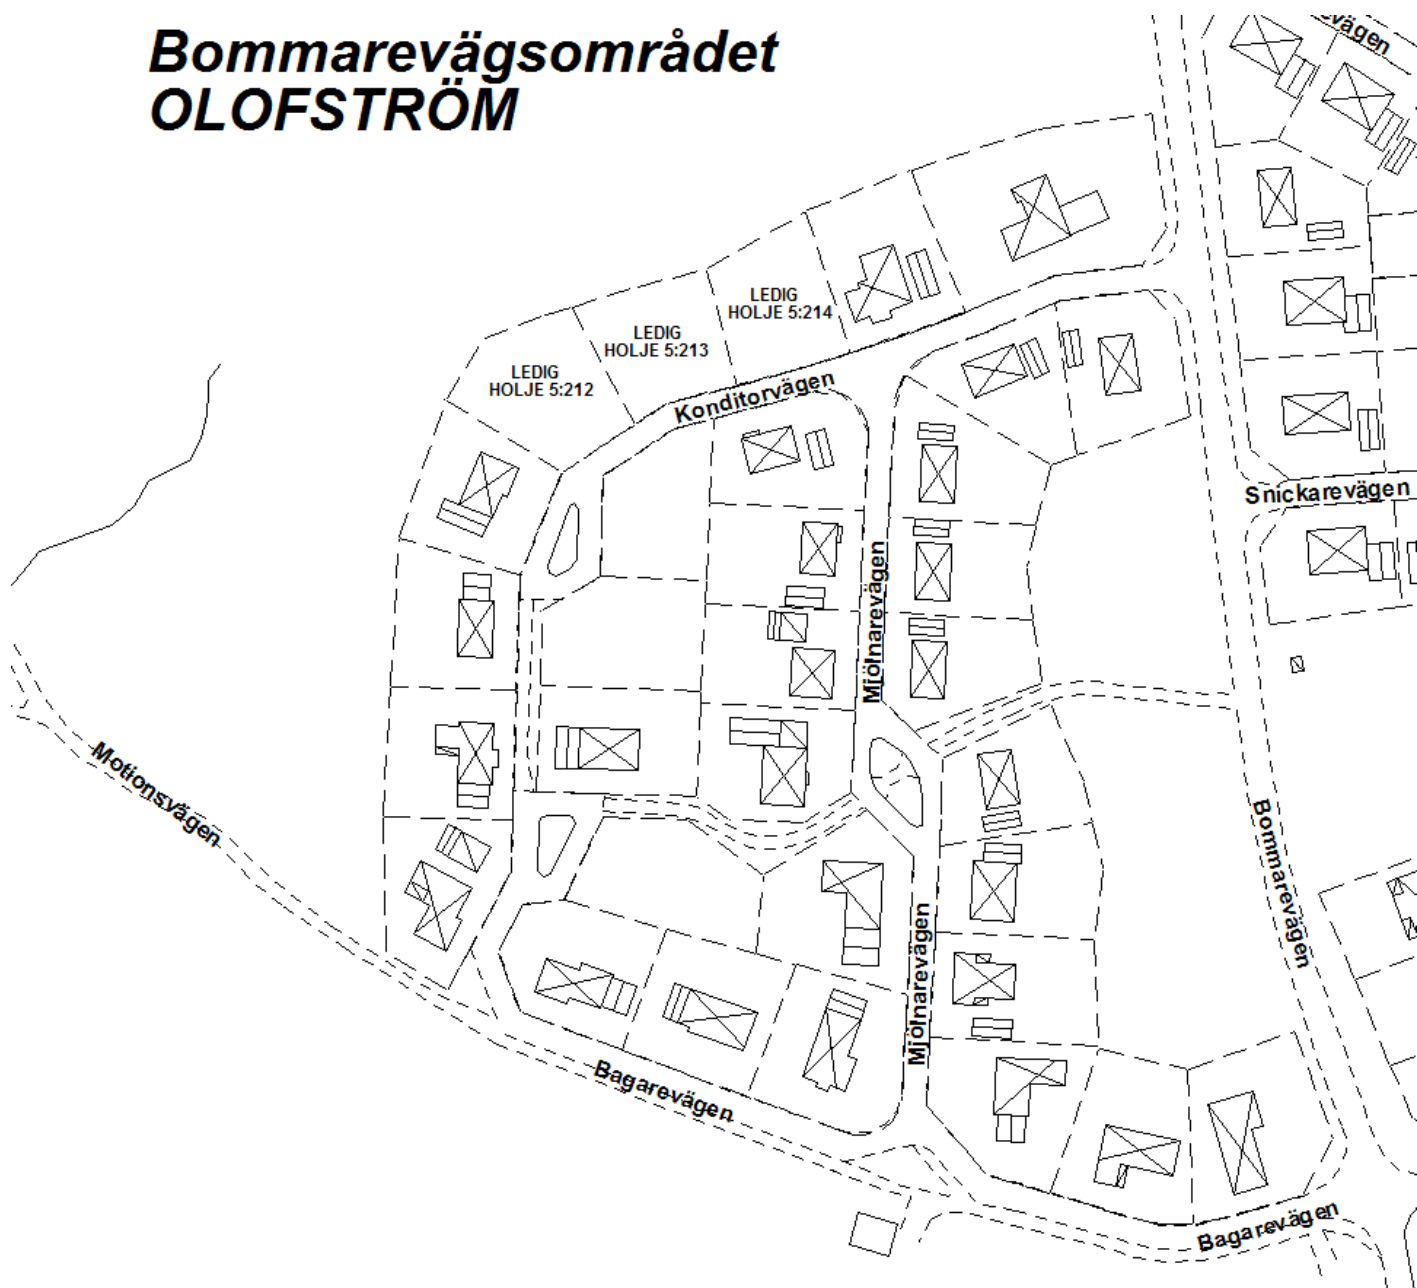 Bommarevägsområdet
OLOFSTRÖM
LEDIG
HOLJE 5:214
LEDIG
HOLJE 5:213
LEDIG
HOLJE 5:212
Konditorvägen
Snickarevägen
Mjölnarevägen
Motionsvägen
Bommarevägen
Mjölnarevägen
Bagarevägen
Bagarevägen